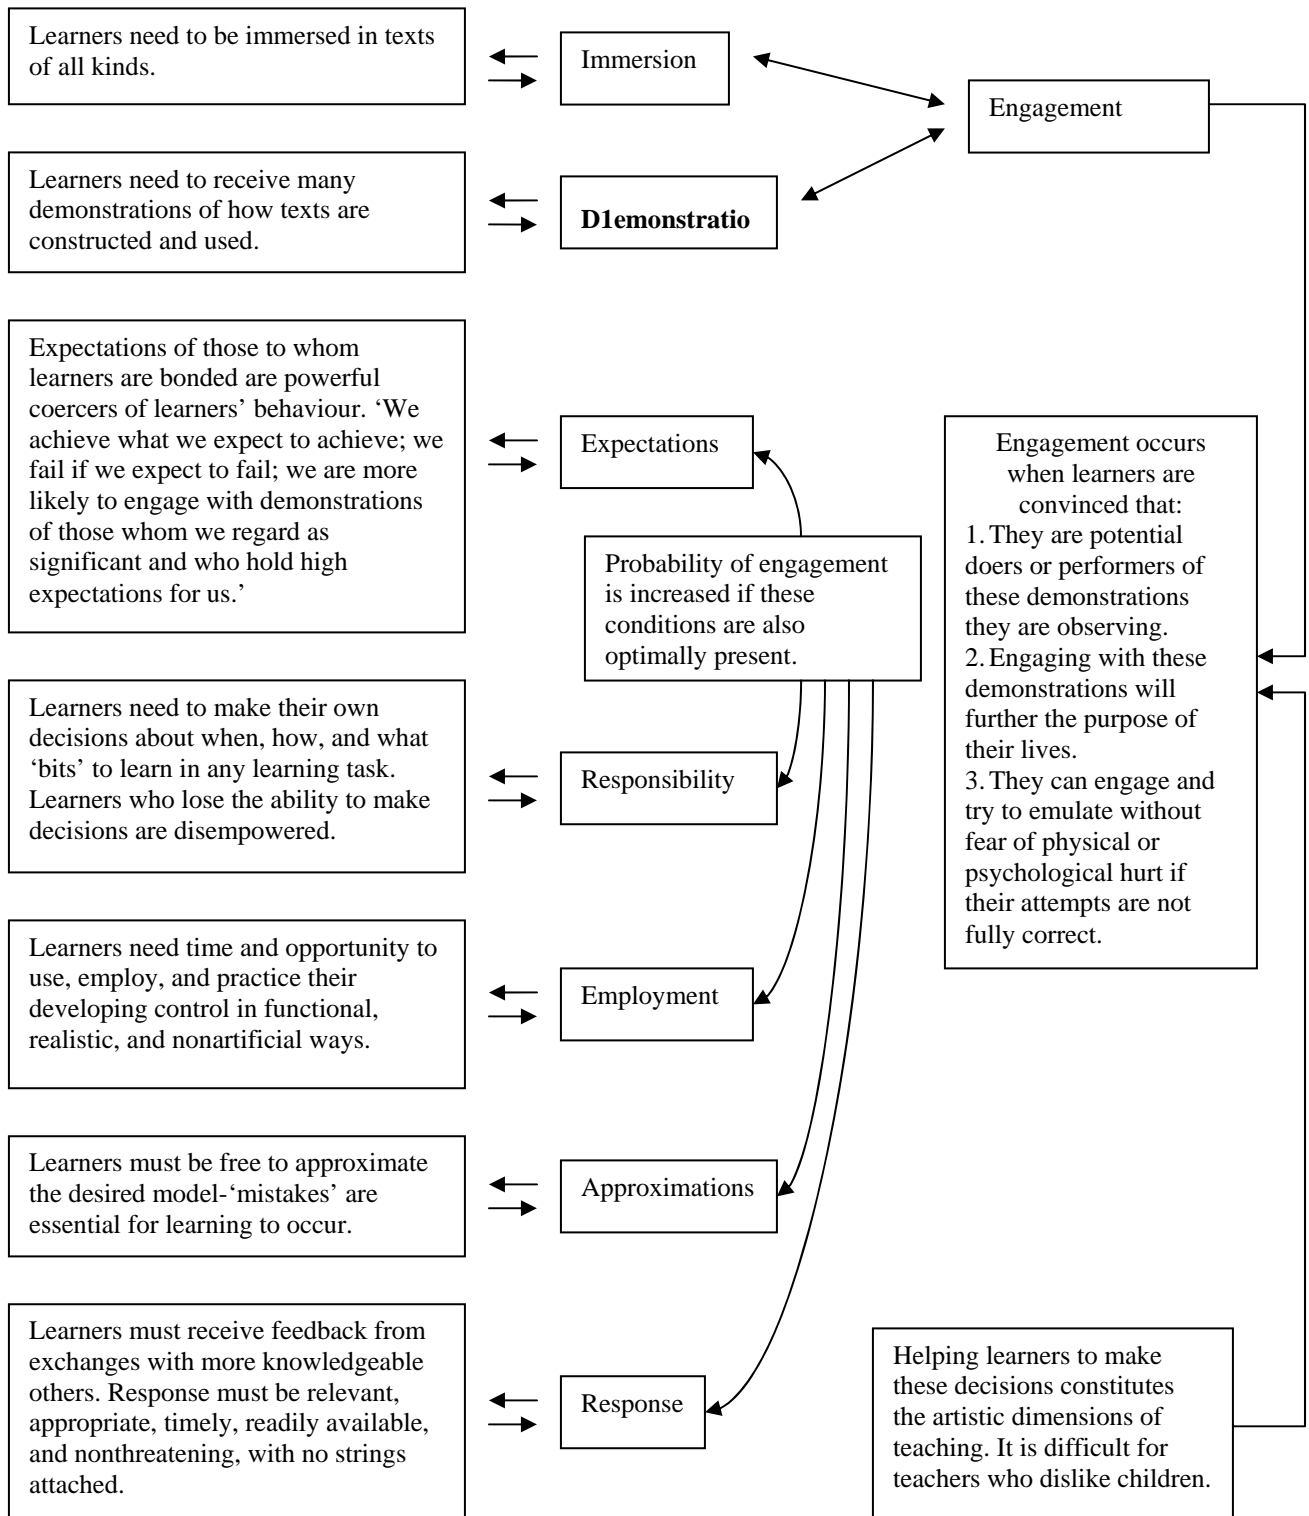 Learners need to be immersed in texts
of all kinds.
Immersion
Engagement
Learners need to receive many
demonstrations of how texts are
constructed and used.
D1emonstratio
Expectations of those to whom
learners are bonded are powerful
coercers of learners’ behaviour. ‘We
achieve what we expect to achieve; we
fail if we expect to fail; we are more
likely to engage with demonstrations
of those whom we regard as
significant and who hold high
expectations for us.’
Expectations
Probability of engagement
is increased if these
conditions are also
optimally present.
Engagement occurs
when learners are
convinced that:
1. They are potential
doers or performers of
these demonstrations
they are observing.
2. Engaging with these
demonstrations will
further the purpose of
their lives.
3. They can engage and
try to emulate without
fear of physical or
psychological hurt if
their attempts are not
fully correct.
Learners need to make their own
decisions about when, how, and what
‘bits’ to learn in any learning task.
Learners who lose the ability to make
decisions are disempowered.
Responsibility
Learners need time and opportunity to
use, employ, and practice their
developing control in functional,
realistic, and nonartificial ways.
Employment
Learners must be free to approximate
the desired model-‘mistakes’ are
essential for learning to occur.
Approximations
Learners must receive feedback from
exchanges with more knowledgeable
others. Response must be relevant,
appropriate, timely, readily available,
and nonthreatening, with no strings
attached.
Response
Helping learners to make
these decisions constitutes
the artistic dimensions of
teaching. It is difficult for
teachers who dislike children.